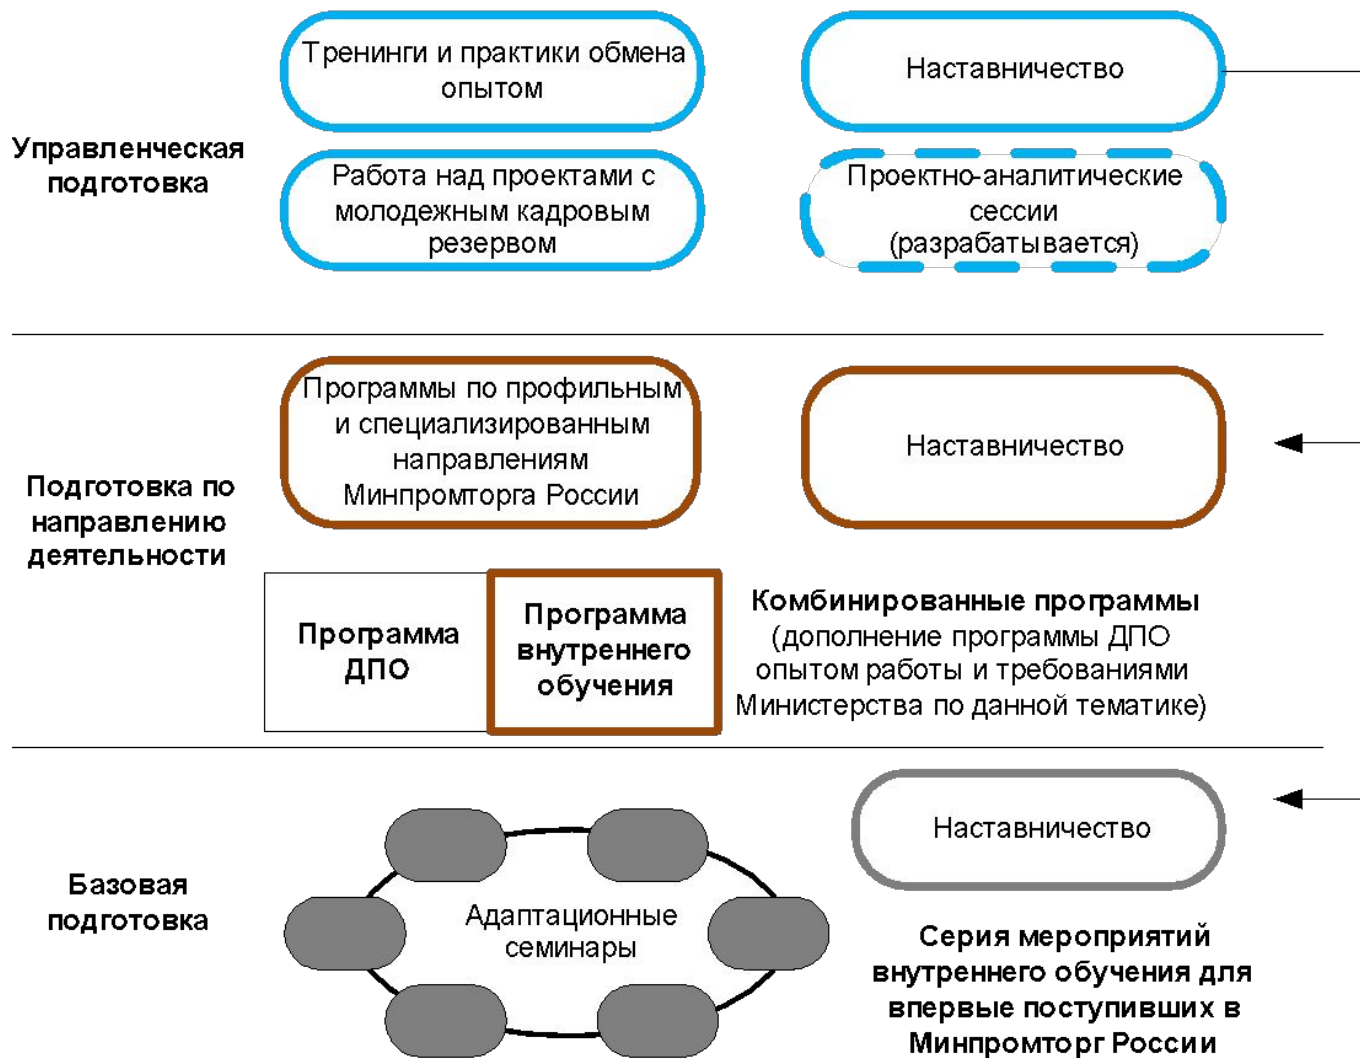 Тренинги и практики обмена
опытом
Наставничество
Управленческая
подготовка
Работа над проектами с
молодежным кадровым
резервом
Проектно-аналитические
сессии
(разрабатывается)
Программы по профильным
и специализированным
направлениям
Минпромторга России
Наставничество
Подготовка по
направлению
деятельности
Программа
ДПО
Программа
внутреннего
обучения
Комбинированные программы
(дополнение программы ДПО
опытом работы и требованиями
Министерства по данной тематике)
Наставничество
Базовая
подготовка
Адаптационные
семинары
Серия мероприятий
внутреннего обучения для
впервые поступивших в
Минпромторг России